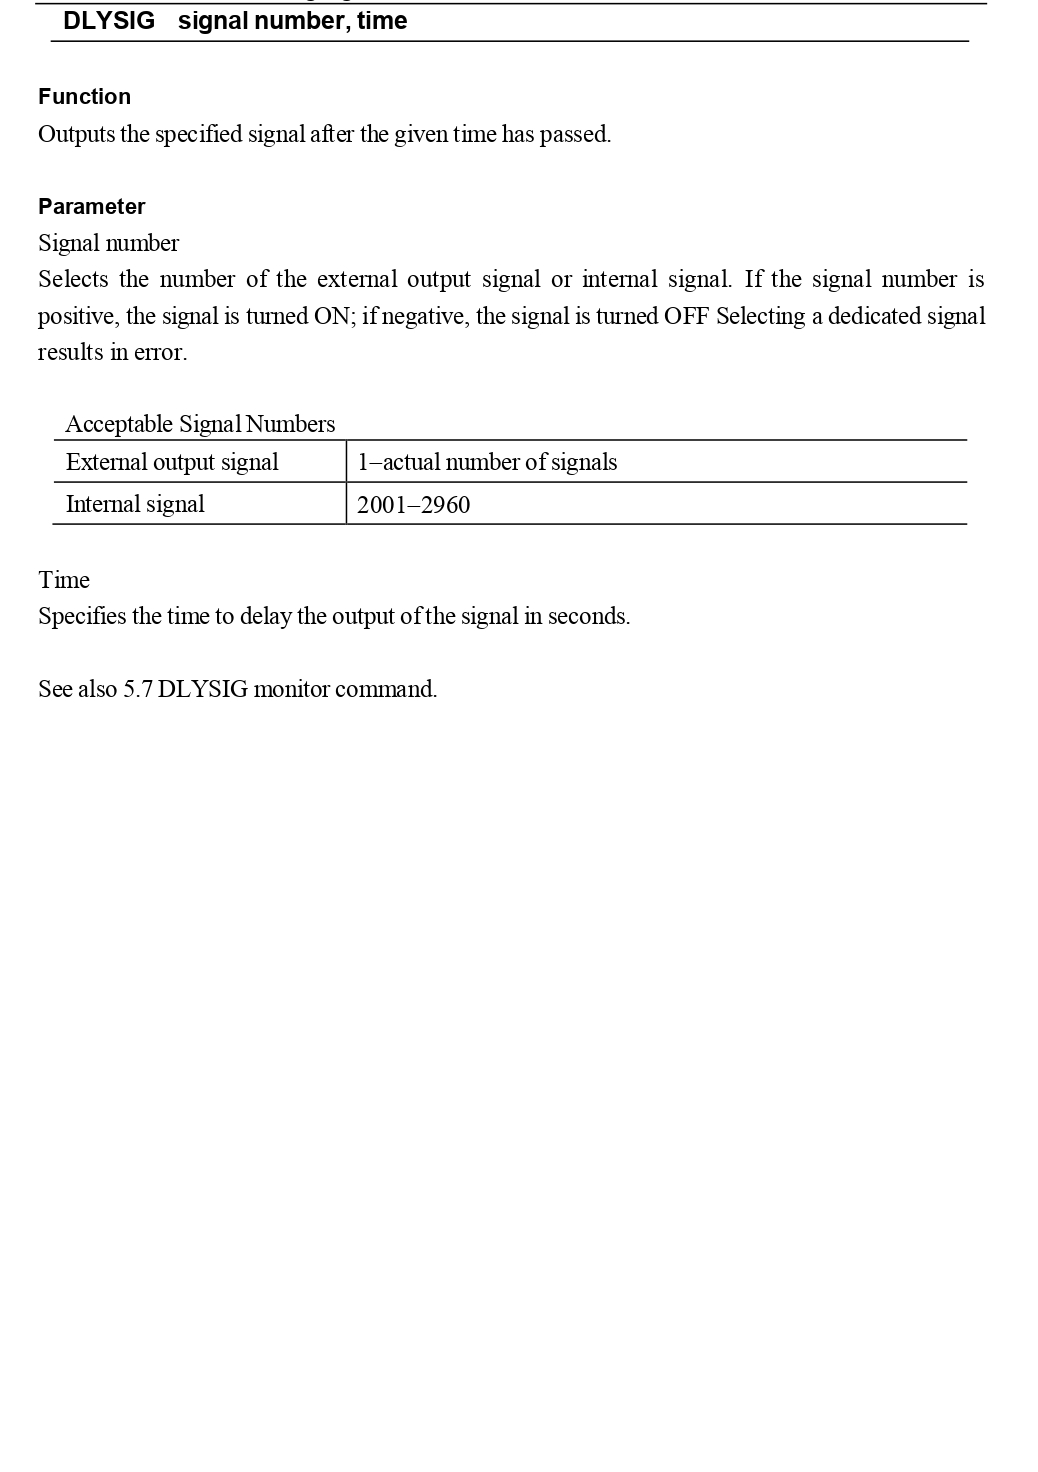 DLYSIG signal number, time
Function
Outputs the specified signal after the given time has passed.
Parameter
Signal number
Selects the number of the external output signal or internal signal. If the signal number is
positive, the signal is turned ON; if negative, the signal is turned OFF Selecting a dedicated signal
results in error.
Acceptable Signal Numbers
External output signal 1–actual number of signals
Internal signal 2001–2960
Time
Specifies the time to delay the output of the signal in seconds.
See also 5.7 DLYSIG monitor command.